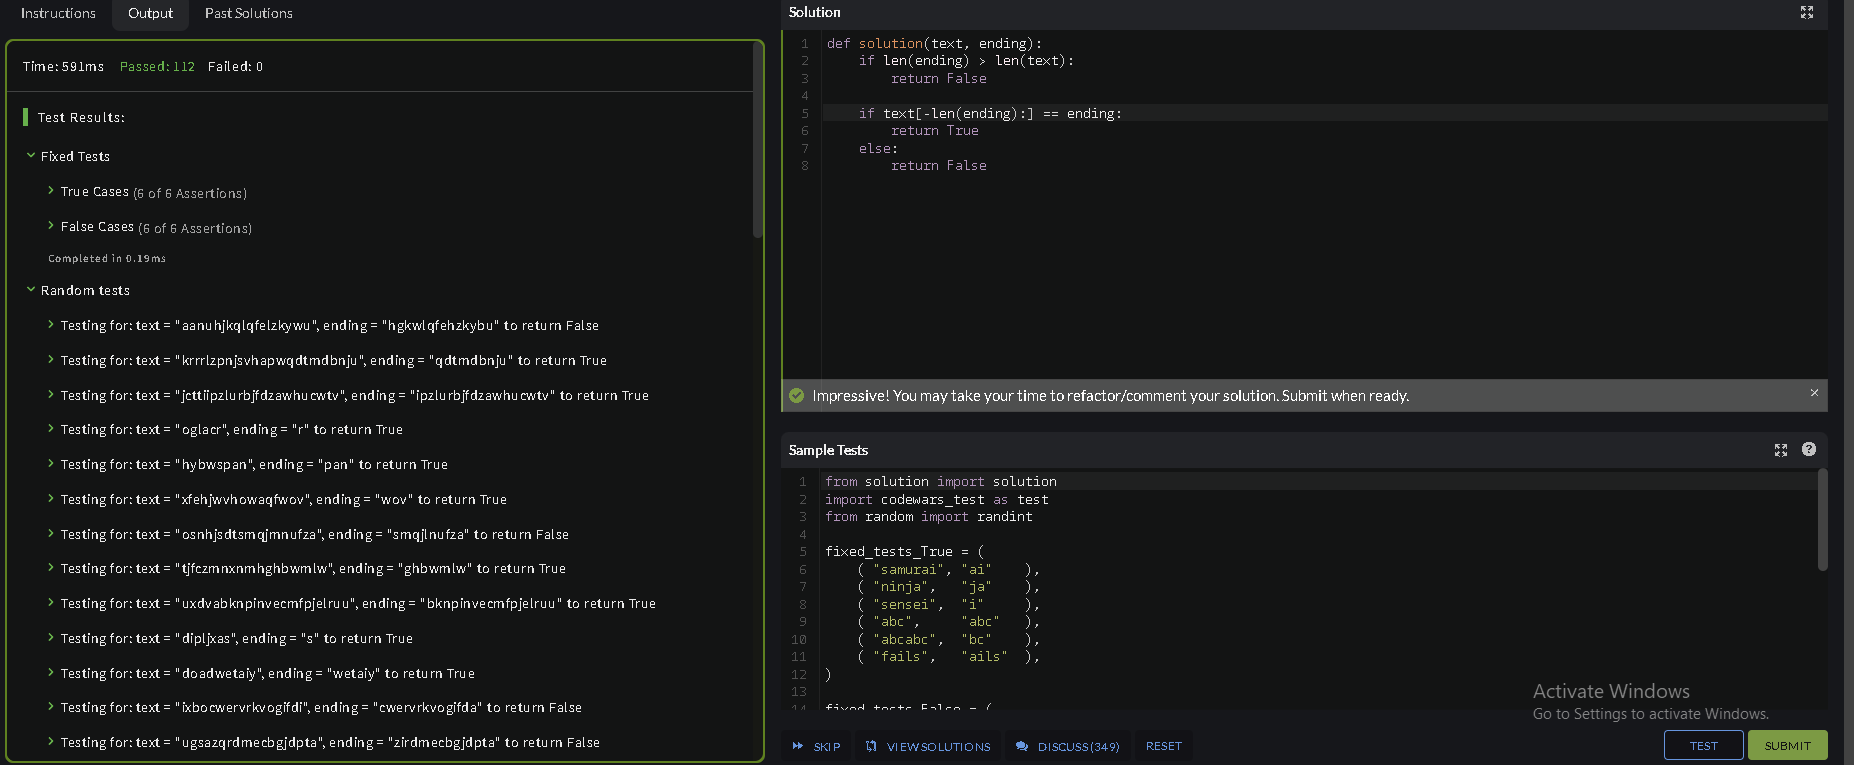 Instructions Output Past Solutions
Time: 591ms Passed: 112 Failed: 0
Test Results:
Fixed Tests
True Cases (6 of 6 Assertions)
False Cases (6 of 6 Assertions)
Completed in 0.19ms
Random tests
Testing for: text = "aanuhjkqlqfelzkywu", ending = "hgkwlqfehzkybu" to return False
Testing for: text = "krrrlzpnjsvhapwqdtmdbnju", ending = "qdtmdbnju" to return True
Testing for: text = "jcttiipzlurbjfdzawhucwtv", ending = "ipzlurbjfdzawhucwtv" to return True
Testing for: text = "oglacr", ending = "r" to return True
Testing for: text = "hybwspan", ending = "pan" to return True
Testing for: text = "xfehjwvhowaqfwov", ending = "wov" to return True
Testing for: text = "osnhjsdtsmqjmnufza", ending = "smqjlnufza" to return False
Testing for: text = "tjfczmnxnmhghbwmlw", ending = "ghbwmlw" to return True
Testing for: text = "uxdvabknpinvecmfpjelruu", ending = "bknpinvecmfpjelruu" to return True
Testing for: text = "dipljxas", ending = "s" to return True
Testing for: text = "doadwetaiy", ending = "wetaiy" to return True
Testing for: text = "ixbocwervrkvogifdi", ending = "cwervrkvogifda" to return False
Testing for: text = "ugsazqrdmecbgjdpta", ending = "zirdmecbgjdpta" to return False
Solution
1 def solution(text, ending):
2     if len(ending) > len(text):
3         return False
4
5     if text[-len(ending):] == ending:
6         return True
7     else:
8         return False
Impressive! You may take your time to refactor/comment your solution. Submit when ready.
Sample Tests
1 from solution import solution
2 import codewars_test as test
3 from random import randint
4
5 fixed_tests_True = (
6     ( "samurai", "ai"    ),
7     ( "ninja",   "ja"    ),
8     ( "sensei",  "i"     ),
9     ( "abc",     "abc"   ),
10     ( "abcabc",  "bc"    ),
11     ( "fails",   "ails"  ),
12 )
13
14 fixed_tests_False = (
Activate Windows
Go to Settings to activate Windows.
SKIP VIEW SOLUTIONS DISCUSS (349) RESET TEST SUBMIT